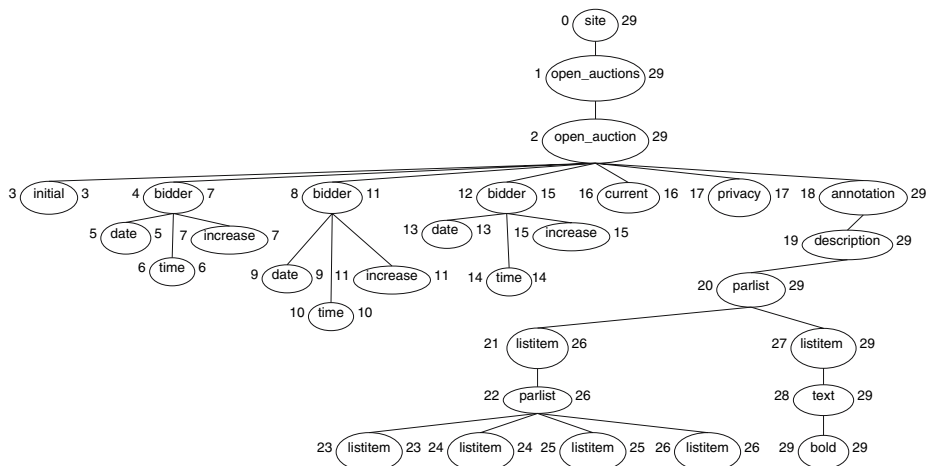 0 site 29
1 open_auctions 29
2 open_auction 29
3 initial 3 4 bidder 7 8 bidder 11 12 bidder 15 16 current 16 17 privacy 17 18 annotation 29
5 date 5 7 increase 7 13 date 13 15 increase 15 19 description 29
6 time 6 9 date 9 11 increase 11 14 time 14 20 parlist 29
10 time 10
21 listitem 26 27 listitem 29
22 parlist 26 28 text 29
23 listitem 23 24 listitem 24 25 listitem 25 26 listitem 26 29 bold 29